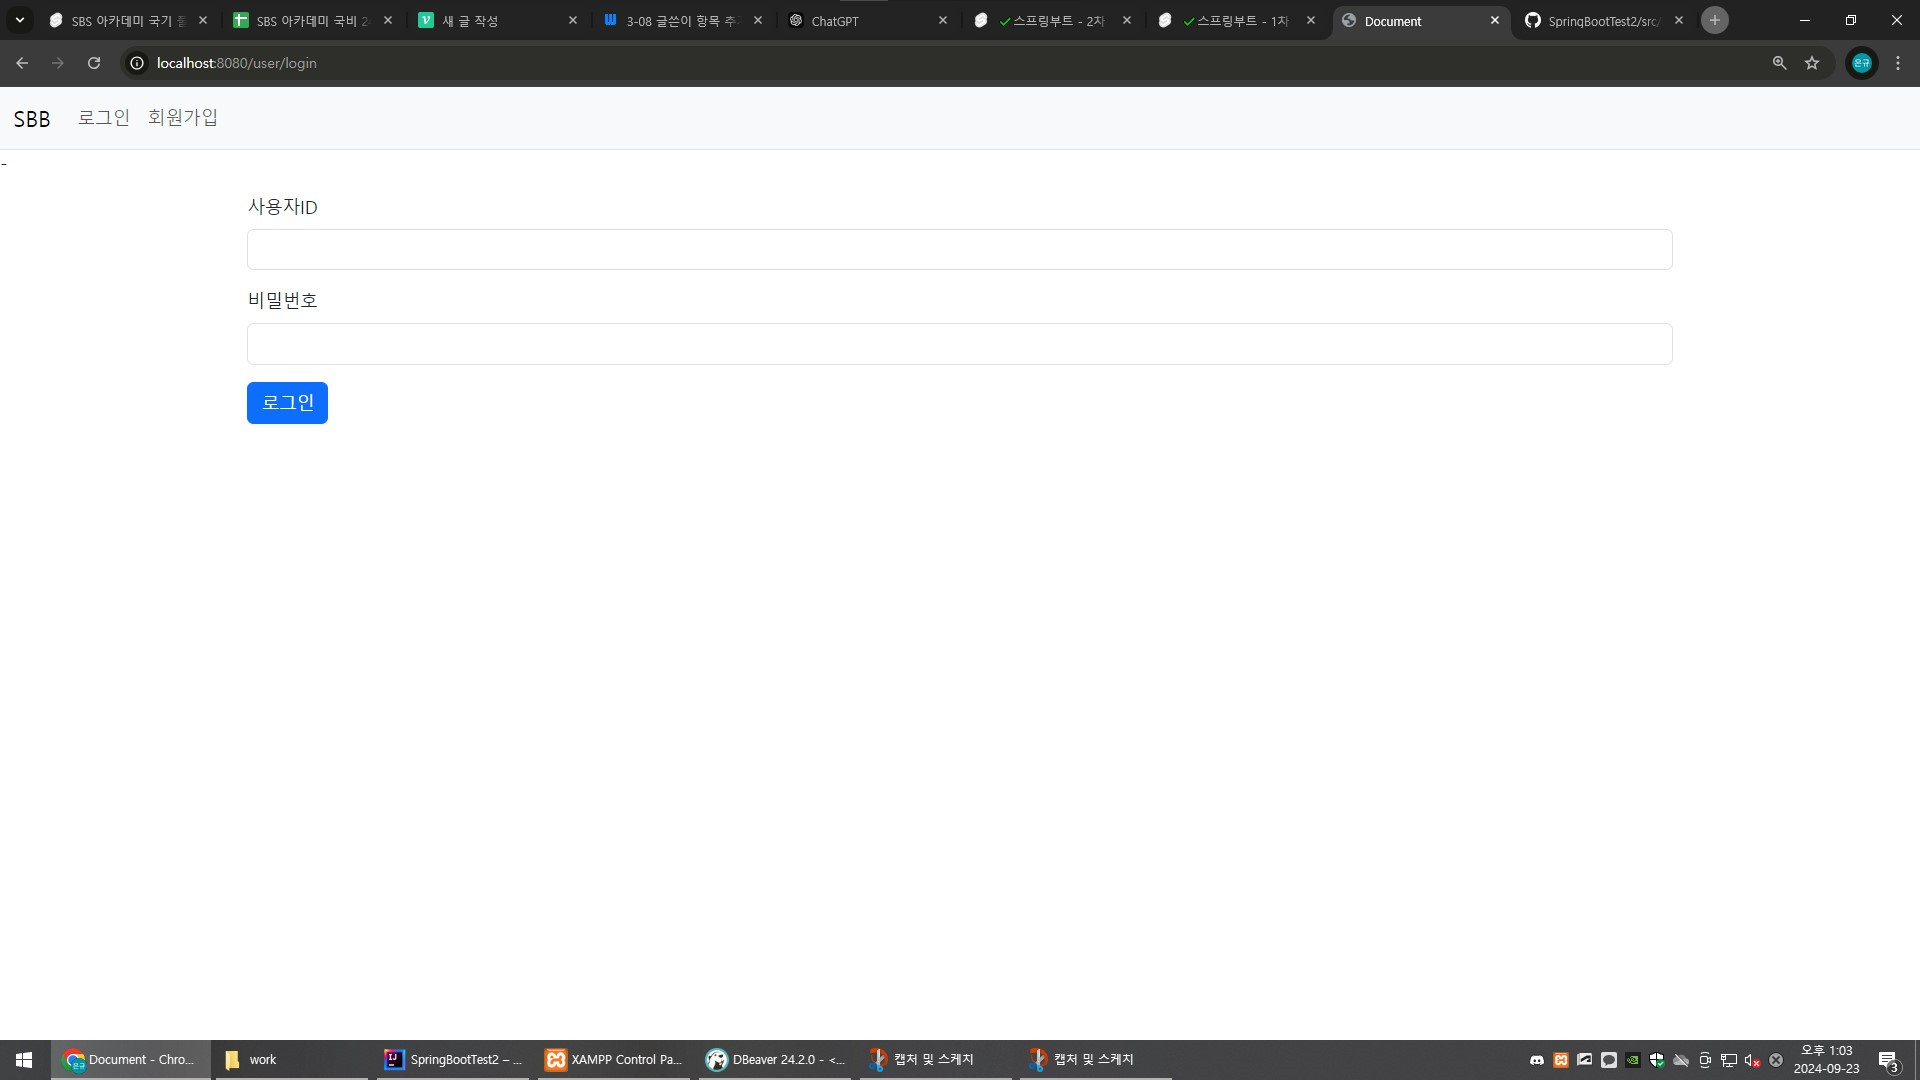 SBS 아카데미 국기
SBS 아카데미 국비 2
새 글 작성
3-08 글쓴이 항목 추
ChatGPT
스프링부트 - 2차
스프링부트 - 1차
Document
SpringBootTest2/src/
localhost:8080/user/login
은규
SBB 로그인 회원가입
-
사용자ID
비밀번호
로그인
Document - Chro...
work
SpringBootTest2 – ...
XAMPP Control Pa...
DBeaver 24.2.0 - <...
캡처 및 스케치
캡처 및 스케치
오후 1:03
2024-09-23
3